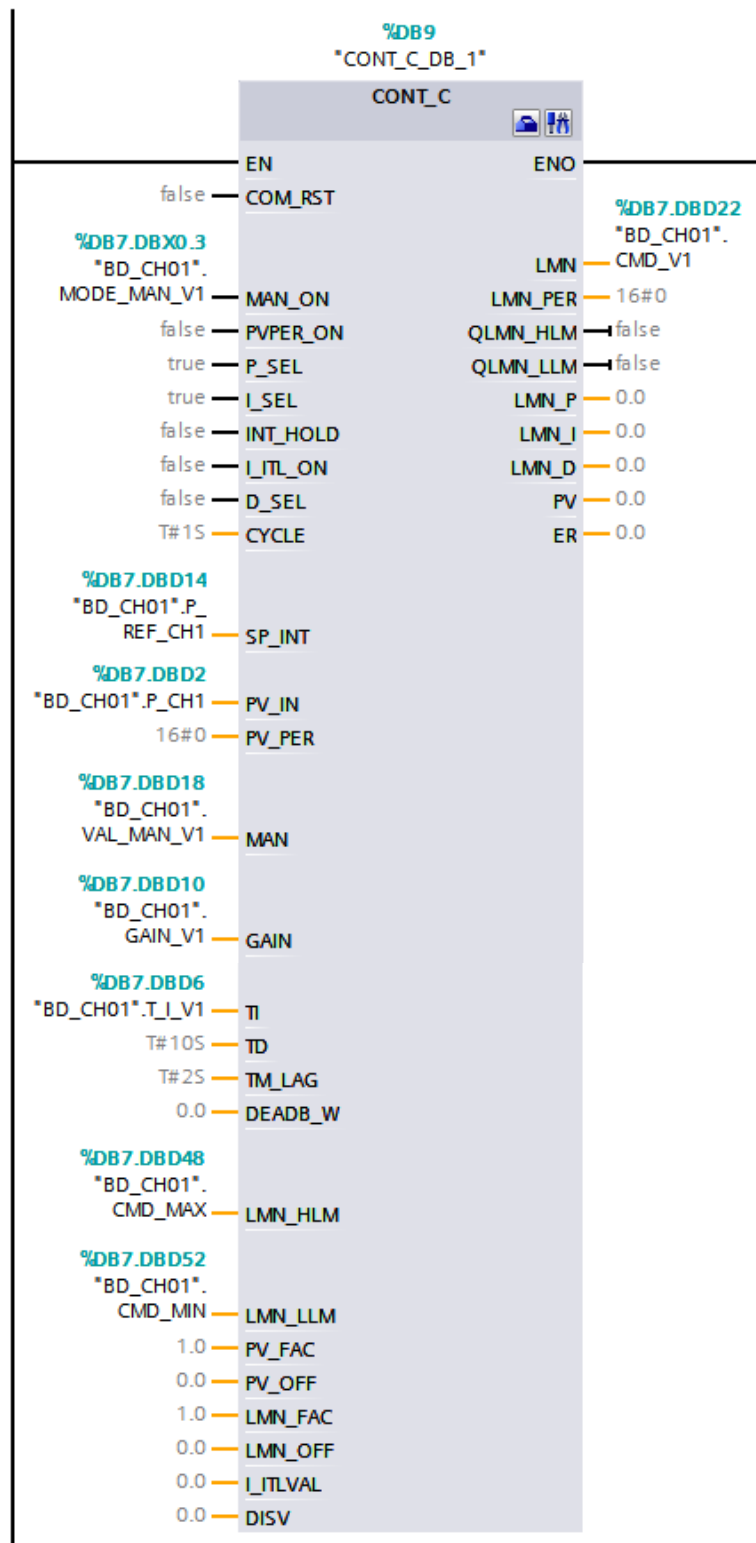 %DB9
"CONT_C_DB_1"
CONT_C
EN ENO
false COM_RST
%DB7.DBD22
"BD_CH01".
LMN CMD_V1
%DB7.DBX0.3
"BD_CH01".
MODE_MAN_V1 MAN_ON LMN_PER 16#0
false PVPER_ON QLMN_HLM false
true P_SEL QLMN_LLM false
true I_SEL LMN_P 0.0
false INT_HOLD LMN_I 0.0
false I_ITL_ON LMN_D 0.0
false D_SEL PV 0.0
T#1S CYCLE ER 0.0
%DB7.DBD14
"BD_CH01".P_
REF_CH1 SP_INT
%DB7.DBD2
"BD_CH01".P_CH1 PV_IN
16#0 PV_PER
%DB7.DBD18
"BD_CH01".
VAL_MAN_V1 MAN
%DB7.DBD10
"BD_CH01".
GAIN_V1 GAIN
%DB7.DBD6
"BD_CH01".T_I_V1 TI
T#10S TD
T#2S TM_LAG
0.0 DEADB_W
%DB7.DBD48
"BD_CH01".
CMD_MAX LMN_HLM
%DB7.DBD52
"BD_CH01".
CMD_MIN LMN_LLM
1.0 PV_FAC
0.0 PV_OFF
1.0 LMN_FAC
0.0 LMN_OFF
0.0 I_ITLVAL
0.0 DISV